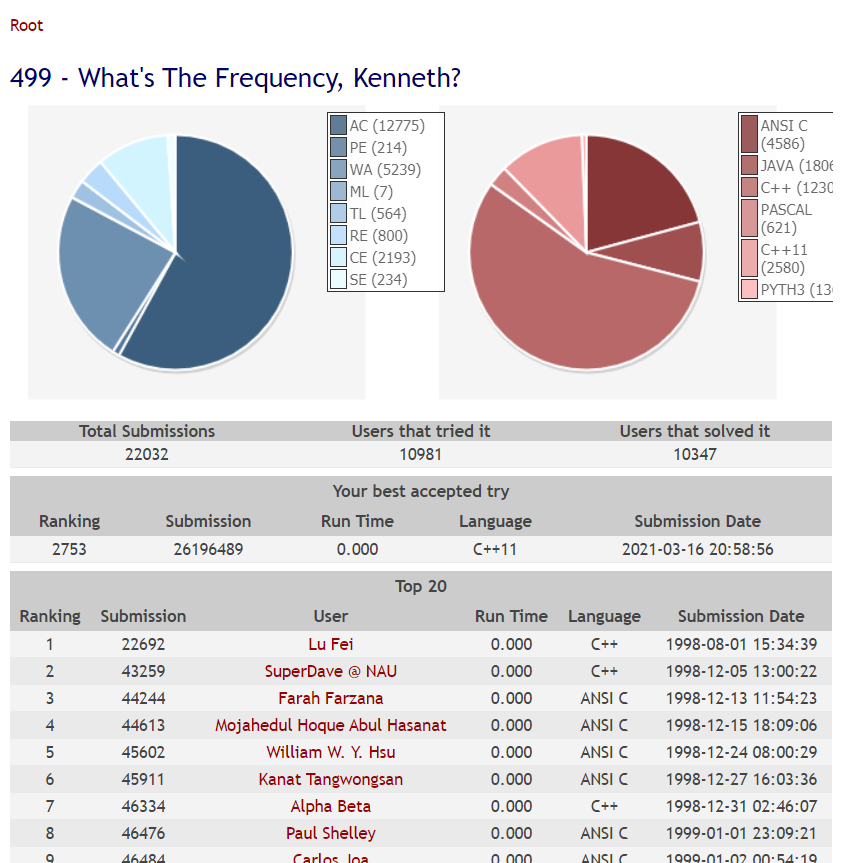 Root
499 - What's The Frequency, Kenneth?
AC (12775)
PE (214)
WA (5239)
ML (7)
TL (564)
RE (800)
CE (2193)
SE (234)
ANSI C
(4586)
JAVA (1806
C++ (1230
PASCAL
(621)
C++11
(2580)
PYTH3 (13
Total Submissions Users that tried it Users that solved it
22032 10981 10347
Your best accepted try
Ranking Submission Run Time Language Submission Date
2753 26196489 0.000 C++11 2021-03-16 20:58:56
Top 20
Ranking Submission User Run Time Language Submission Date
1 22692 Lu Fei 0.000 C++ 1998-08-01 15:34:39
2 43259 SuperDave @ NAU 0.000 C++ 1998-12-05 13:00:22
3 44244 Farah Farzana 0.000 ANSI C 1998-12-13 11:54:23
4 44613 Mojahedul Hoque Abul Hasanat 0.000 ANSI C 1998-12-15 18:09:06
5 45602 William W. Y. Hsu 0.000 ANSI C 1998-12-24 08:00:29
6 45911 Kanat Tangwongsan 0.000 ANSI C 1998-12-27 16:03:36
7 46334 Alpha Beta 0.000 C++ 1998-12-31 02:46:07
8 46476 Paul Shelley 0.000 ANSI C 1999-01-01 23:09:21
9 46484 Carlos Joa 0.000 ANSI C 1999-01-02 00:54:19